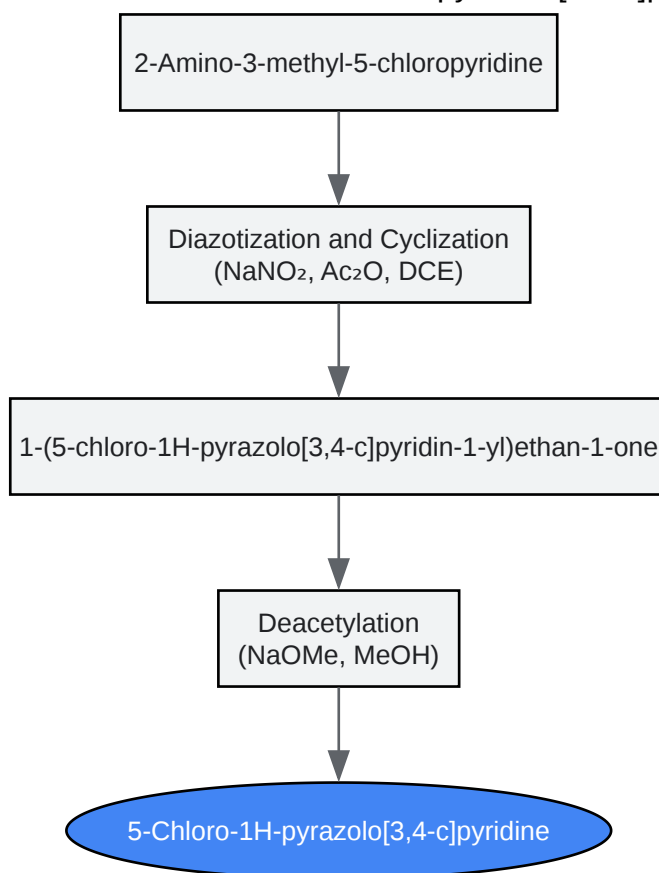 2-Amino-3-methyl-5-chloropyridine
Diazotization and Cyclization
(NaNO₂, Ac₂O, DCE)
1-(5-chloro-1H-pyrazolo[3,4-c]pyridin-1-yl)ethan-1-one
Deacetylation
(NaOMe, MeOH)
5-Chloro-1H-pyrazolo[3,4-c]pyridine